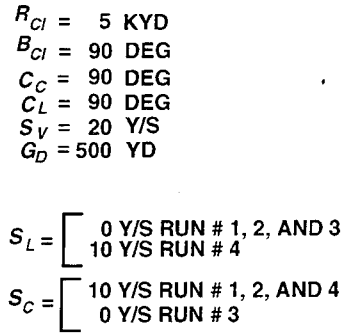 R_CI = 5 KYD
B_CI = 90 DEG
C_C = 90 DEG
C_L = 90 DEG
S_V = 20 Y/S
G_D = 500 YD
S_L = [ 0 Y/S RUN # 1, 2, AND 3
10 Y/S RUN # 4
S_C = [ 10 Y/S RUN # 1, 2, AND 4
0 Y/S RUN # 3